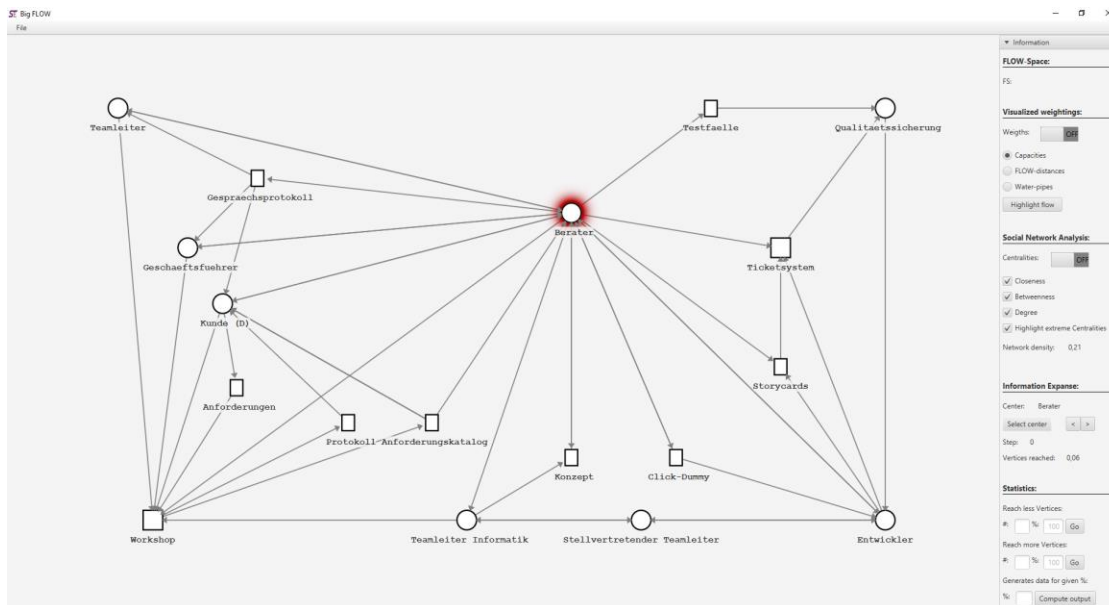 Big FLOW
File
Information
FLOW-Space:
FS:
Visualized weightings:
Weigths: OFF
Capacities
FLOW-distances
Water-pipes
Highlight flow
Social Network Analysis:
Centralities: OFF
Closeness
Betweenness
Degree
Highlight extreme Centralities
Network density: 0,21
Information Expanse:
Center: Berater
Select center < >
Step: 0
Vertices reached: 0,06
Statistics:
Reach less Vertices:
#: %: 100 Go
Reach more Vertices:
#: %: 100 Go
Generates data for given %:
%: Compute output
Teamleiter
Testfaelle
Qualitaetssicherung
Gespraechsprotokoll
Berater
Geschaeftsfuehrer
Ticketsystem
Kunde (D)
Storycards
Anforderungen
Protokoll
Anforderungskatalog
Konzept
Click-Dummy
Workshop
Teamleiter Informatik
Stellvertretender Teamleiter
Entwickler